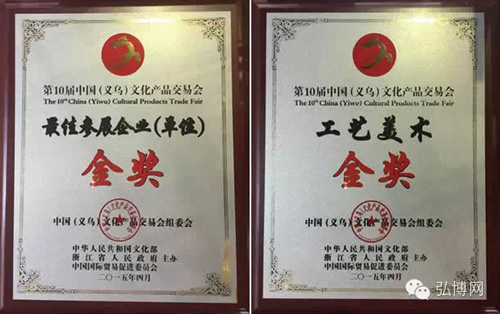 第10届中国(义乌)文化产品交易会
The 10th China (Yiwu) Cultural Products Trade Fair
最佳参展企业(单位)
金奖
中国(义乌)文化产品交易会组委会
中华人民共和国文化部
浙江省人民政府 主办
中国国际贸易促进委员会
二〇一五年四月
第10届中国(义乌)文化产品交易会
The 10th China (Yiwu) Cultural Products Trade Fair
工艺美术
金奖
中国(义乌)文化产品交易会组委会
中华人民共和国文化部
浙江省人民政府 主办
中国国际贸易促进委员会
二〇一五年四月
弘博网